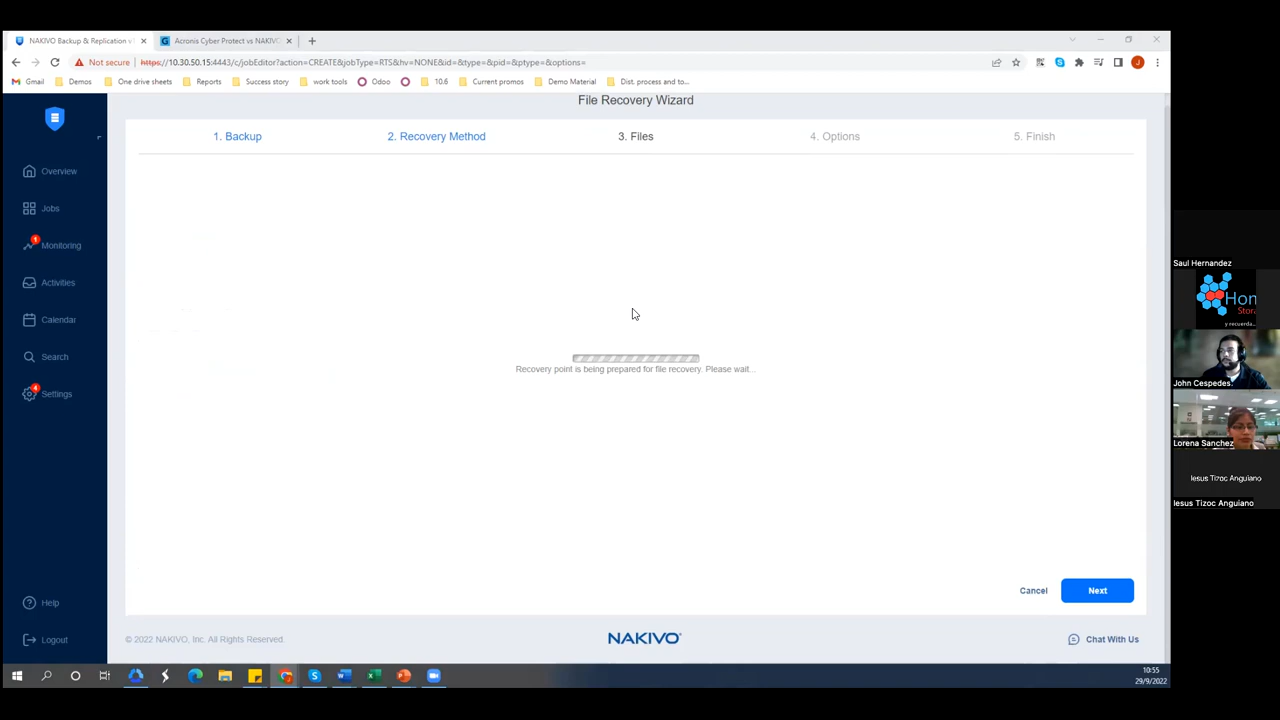 NAKIVO Backup & Replication v
Acronis Cyber Protect vs NAKIVO
Not secure
https://10.30.50.15:4443/c/jobEditor?action=CREATE&jobType=RTS&hv=NONE&id=&type=&pid=&ptype=&options=
Gmail
Demos
One drive sheets
Reports
Success story
work tools
Odoo
10.6
Current promos
Demo Material
Dist. process and to...
File Recovery Wizard
1. Backup
2. Recovery Method
3. Files
4. Options
5. Finish
Overview
Jobs
1
Monitoring
Activities
Calendar
Search
4
Settings
Recovery point is being prepared for file recovery. Please wait...
Cancel
Next
Help
Logout
© 2022 NAKIVO, Inc. All Rights Reserved.
NAKIVO®
Chat With Us
10:55
29/9/2022
Saul Hernandez
Hon
Stora
y recuerda...
John Cespedes.
Lorena Sanchez
Iesus Tizoc Anguiano
Iesus Tizoc Anguiano